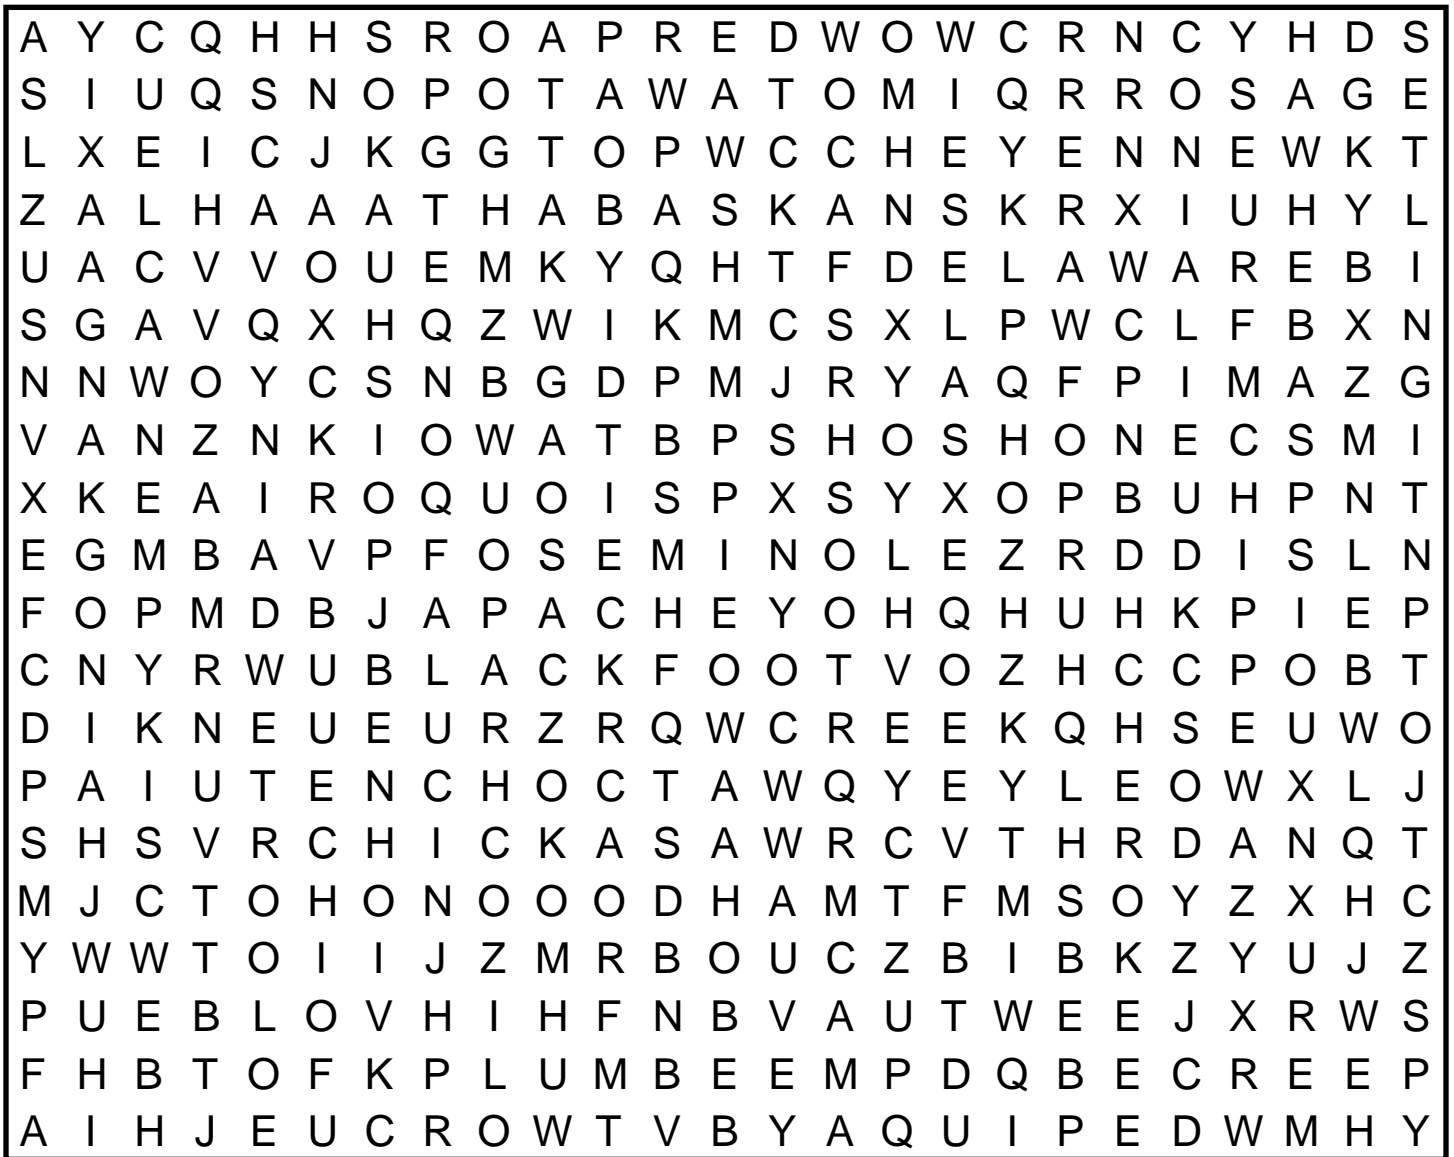 A Y C Q H H S R O A P R E D W O W C R N C Y H D S
S I U Q S N O P O T A W A T O M I Q R R O S A G E
L X E I C J K G G T O P W C C H E Y E N N E W K T
Z A L H A A A T H A B A S K A N S K R X I U H Y L
U A C V V O U E M K Y Q H T F D E L A W A R E B I
S G A V Q X H Q Z W I K M C S X L P W C L F B X N
N N W O Y C S N B G D P M J R Y A Q F P I M A Z G
V A N Z N K I O W A T B P S H O S H O N E C S M I
X K E A I R O Q U O I S P X S Y X O P B U H P N T
E G M B A V P F O S E M I N O L E Z R D D I S L N
F O P M D B J A P A C H E Y O H Q H U H K P I E P
C N Y R W U B L A C K F O O T V O Z H C C P O B T
D I K N E U E U R Z R Q W C R E E K Q H S E U W O
P A I U T E N C H O C T A W Q Y E Y L E O W X L J
S H S V R C H I C K A S A W R C V T H R D A N Q T
M J C T O H O N O O O D H A M T F M S O Y Z X H C
Y W W T O I I J Z M R B O U C Z B I B K Z Y U J Z
P U E B L O V H I H F N B V A U T W E E J X R W S
F H B T O F K P L U M B E E M P D Q B E C R E E P
A I H J E U C R O W T V B Y A Q U I P E D W M H Y